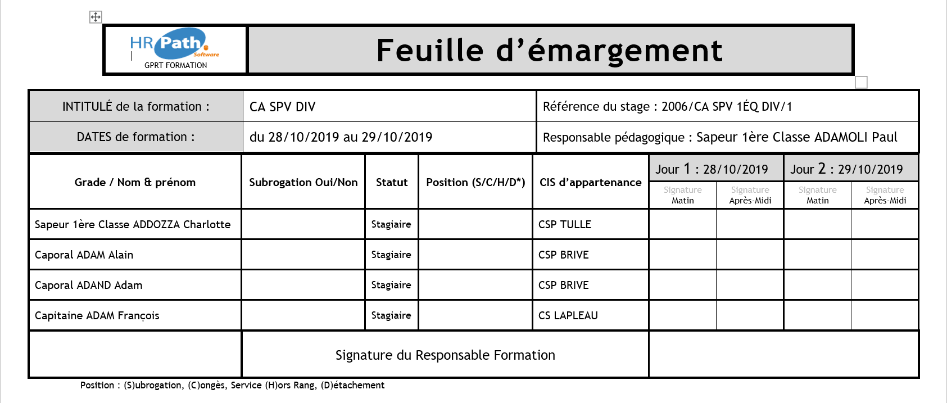 HR Path
Software
GPRT FORMATION
Feuille d'émargement
INTITULÉ de la formation :
CA SPV DIV
Référence du stage : 2006/CA SPV 1ÉQ DIV/1
DATES de formation :
du 28/10/2019 au 29/10/2019
Responsable pédagogique : Sapeur 1ère Classe ADAMOLI Paul
Grade / Nom & prénom
Subrogation Oui/Non
Statut
Position (S/C/H/D*)
CIS d'appartenance
Jour 1 : 28/10/2019
Jour 2 : 29/10/2019
Signature
Matin
Signature
Après-Midi
Signature
Matin
Signature
Après-Midi
Sapeur 1ère Classe ADDOZZA Charlotte
Stagiaire
CSP TULLE
Caporal ADAM Alain
Stagiaire
CSP BRIVE
Caporal ADAND Adam
Stagiaire
CSP BRIVE
Capitaine ADAM François
Stagiaire
CS LAPLEAU
Signature du Responsable Formation
Position : (S)ubrogation, (C)ongès, Service (H)ors Rang, (D)étachement